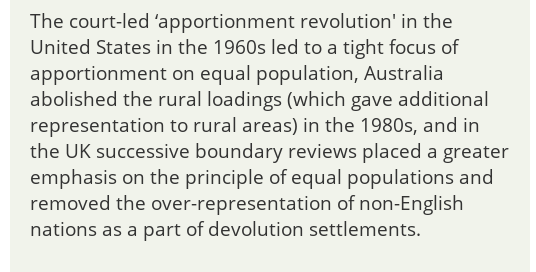 The court-led ‘apportionment revolution' in the
United States in the 1960s led to a tight focus of
apportionment on equal population, Australia
abolished the rural loadings (which gave additional
representation to rural areas) in the 1980s, and in
the UK successive boundary reviews placed a greater
emphasis on the principle of equal populations and
removed the over-representation of non-English
nations as a part of devolution settlements.